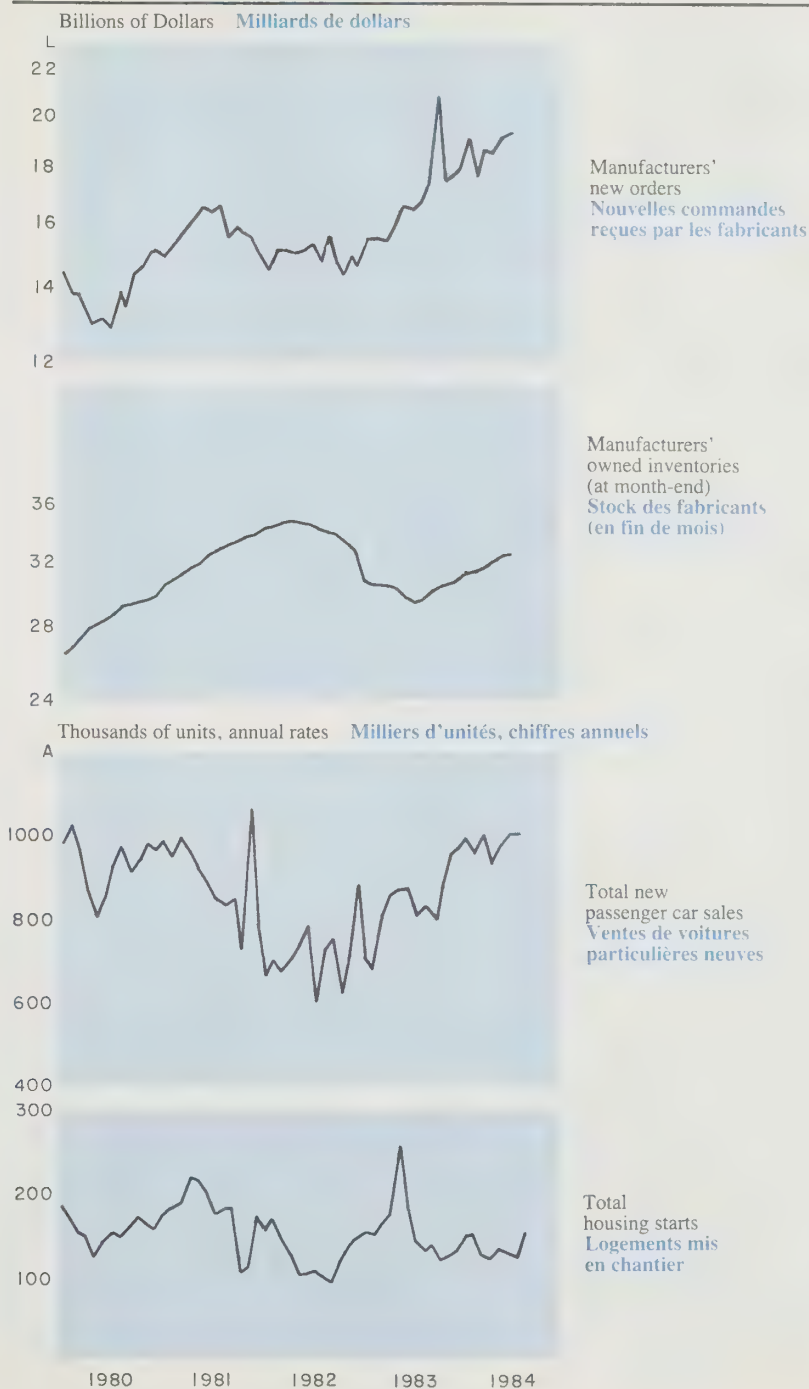 Billions of Dollars Milliards de dollars
L
22
20
18
16
14
12
Manufacturers'
new orders
Nouvelles commandes
reçues par les fabricants
36
32
28
24
Manufacturers'
owned inventories
(at month-end)
Stock des fabricants
(en fin de mois)
Thousands of units, annual rates Milliers d'unités, chiffres annuels
A
1000
800
600
400
Total new
passenger car sales
Ventes de voitures
particulières neuves
300
200
100
Total
housing starts
Logements mis
en chantier
1980 1981 1982 1983 1984